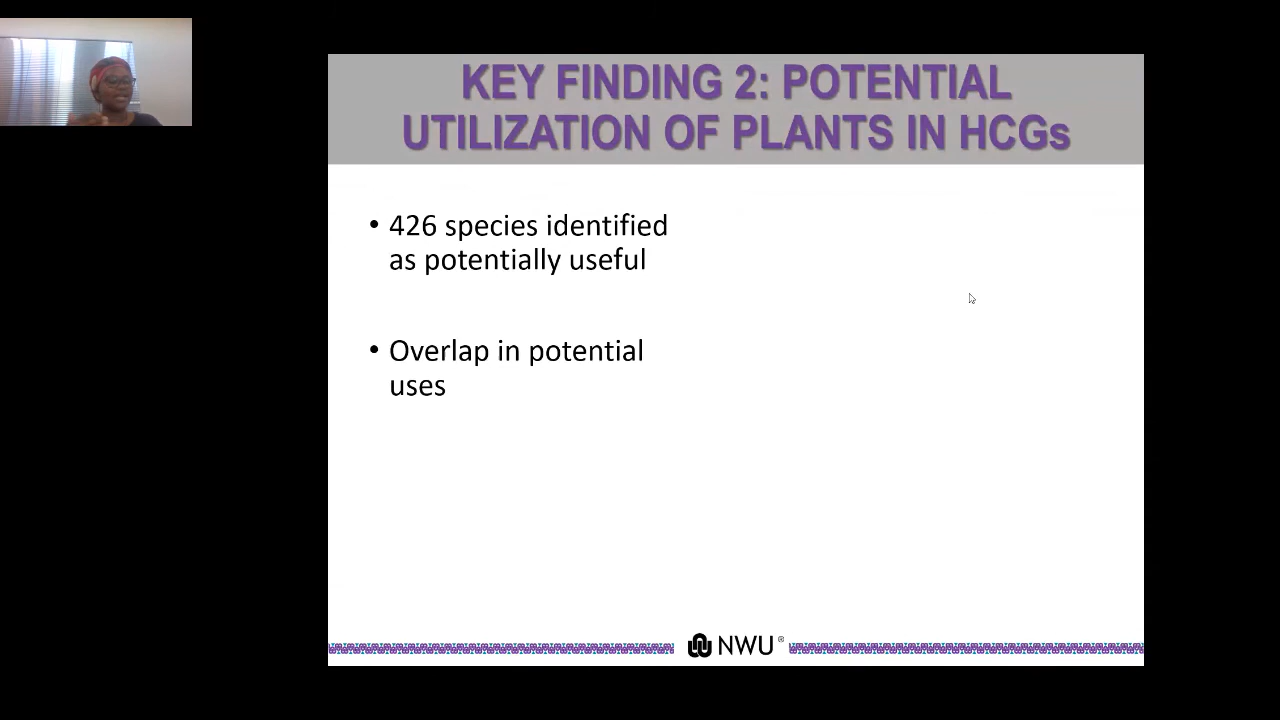 KEY FINDING 2: POTENTIAL
UTILIZATION OF PLANTS IN HCGs
• 426 species identified
as potentially useful
• Overlap in potential
uses
NWU®